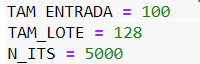 TAM ENTRADA = 100
TAM_LOTE = 128
N_ITS = 5000